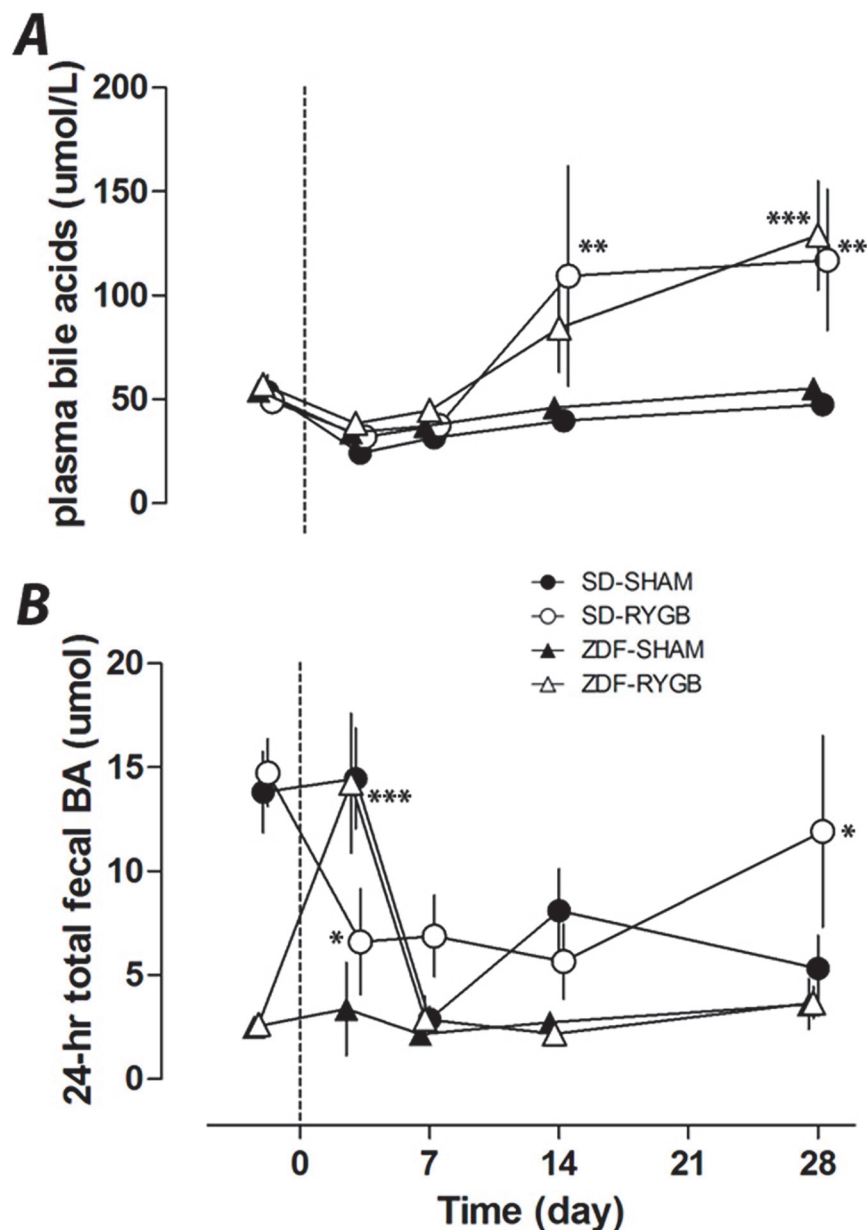 A
plasma bile acids (umol/L)
200
150
100
50
0
**
***
**
SD-SHAM
SD-RYGB
ZDF-SHAM
ZDF-RYGB
B
24-hr total fecal BA (umol)
20
15
10
5
0
***
*
*
0 7 14 21 28
Time (day)